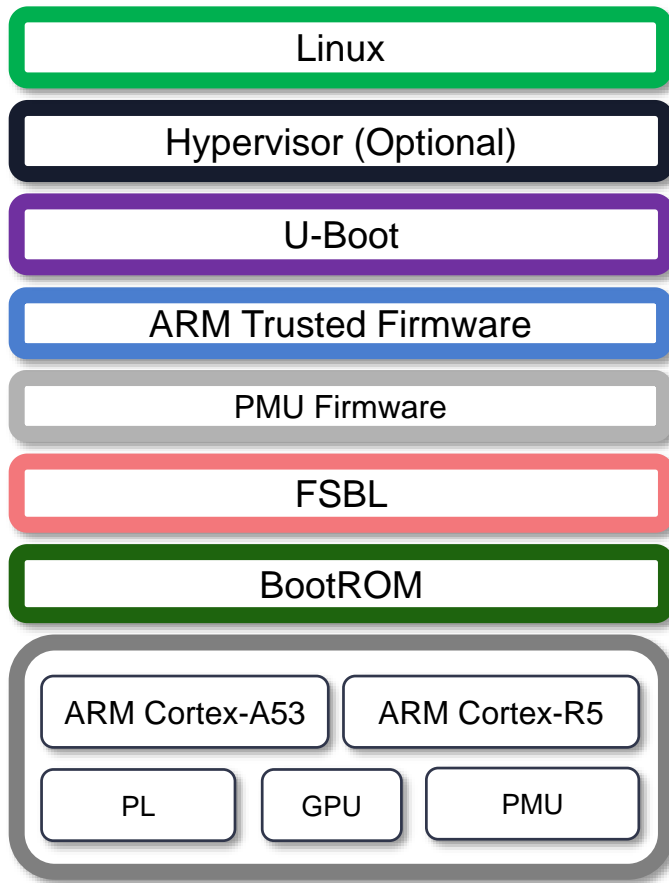 Linux
Hypervisor (Optional)
U-Boot
ARM Trusted Firmware
PMU Firmware
FSBL
BootROM
ARM Cortex-A53
ARM Cortex-R5
PL
GPU
PMU